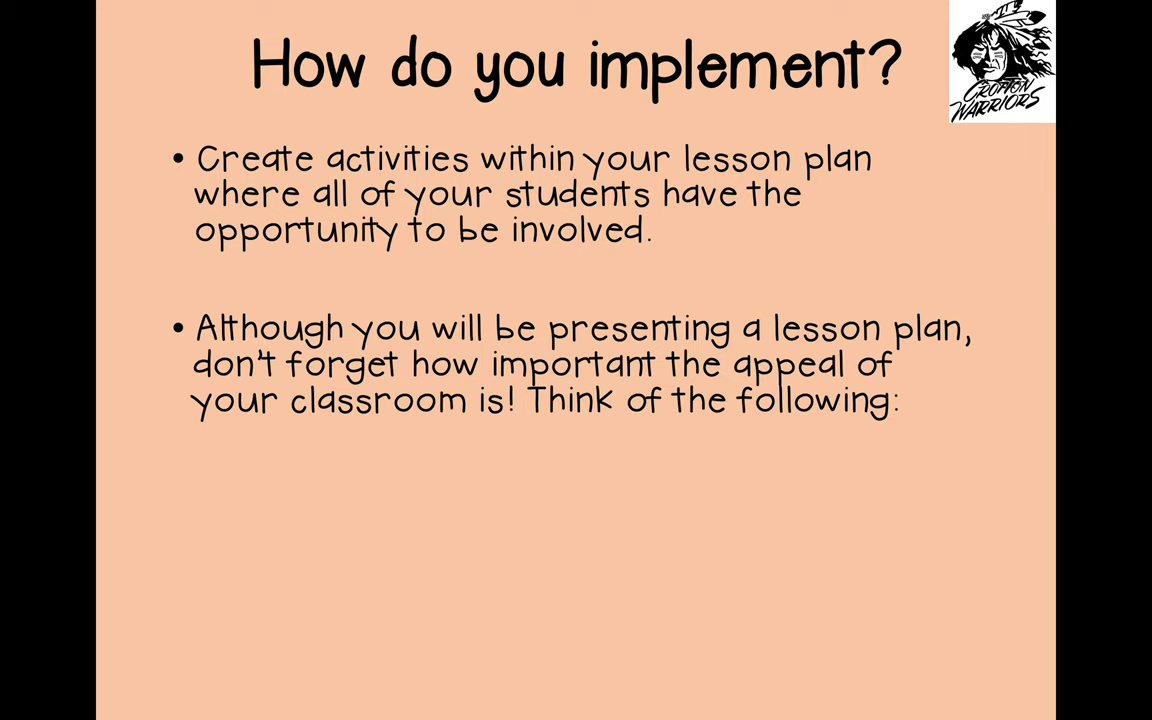 How do you implement?
CROFTON
WARRIORS
• Create activities within your lesson plan
where all of your students have the
opportunity to be involved.
• Although you will be presenting a lesson plan,
don't forget how important the appeal of
your classroom is! Think of the following: